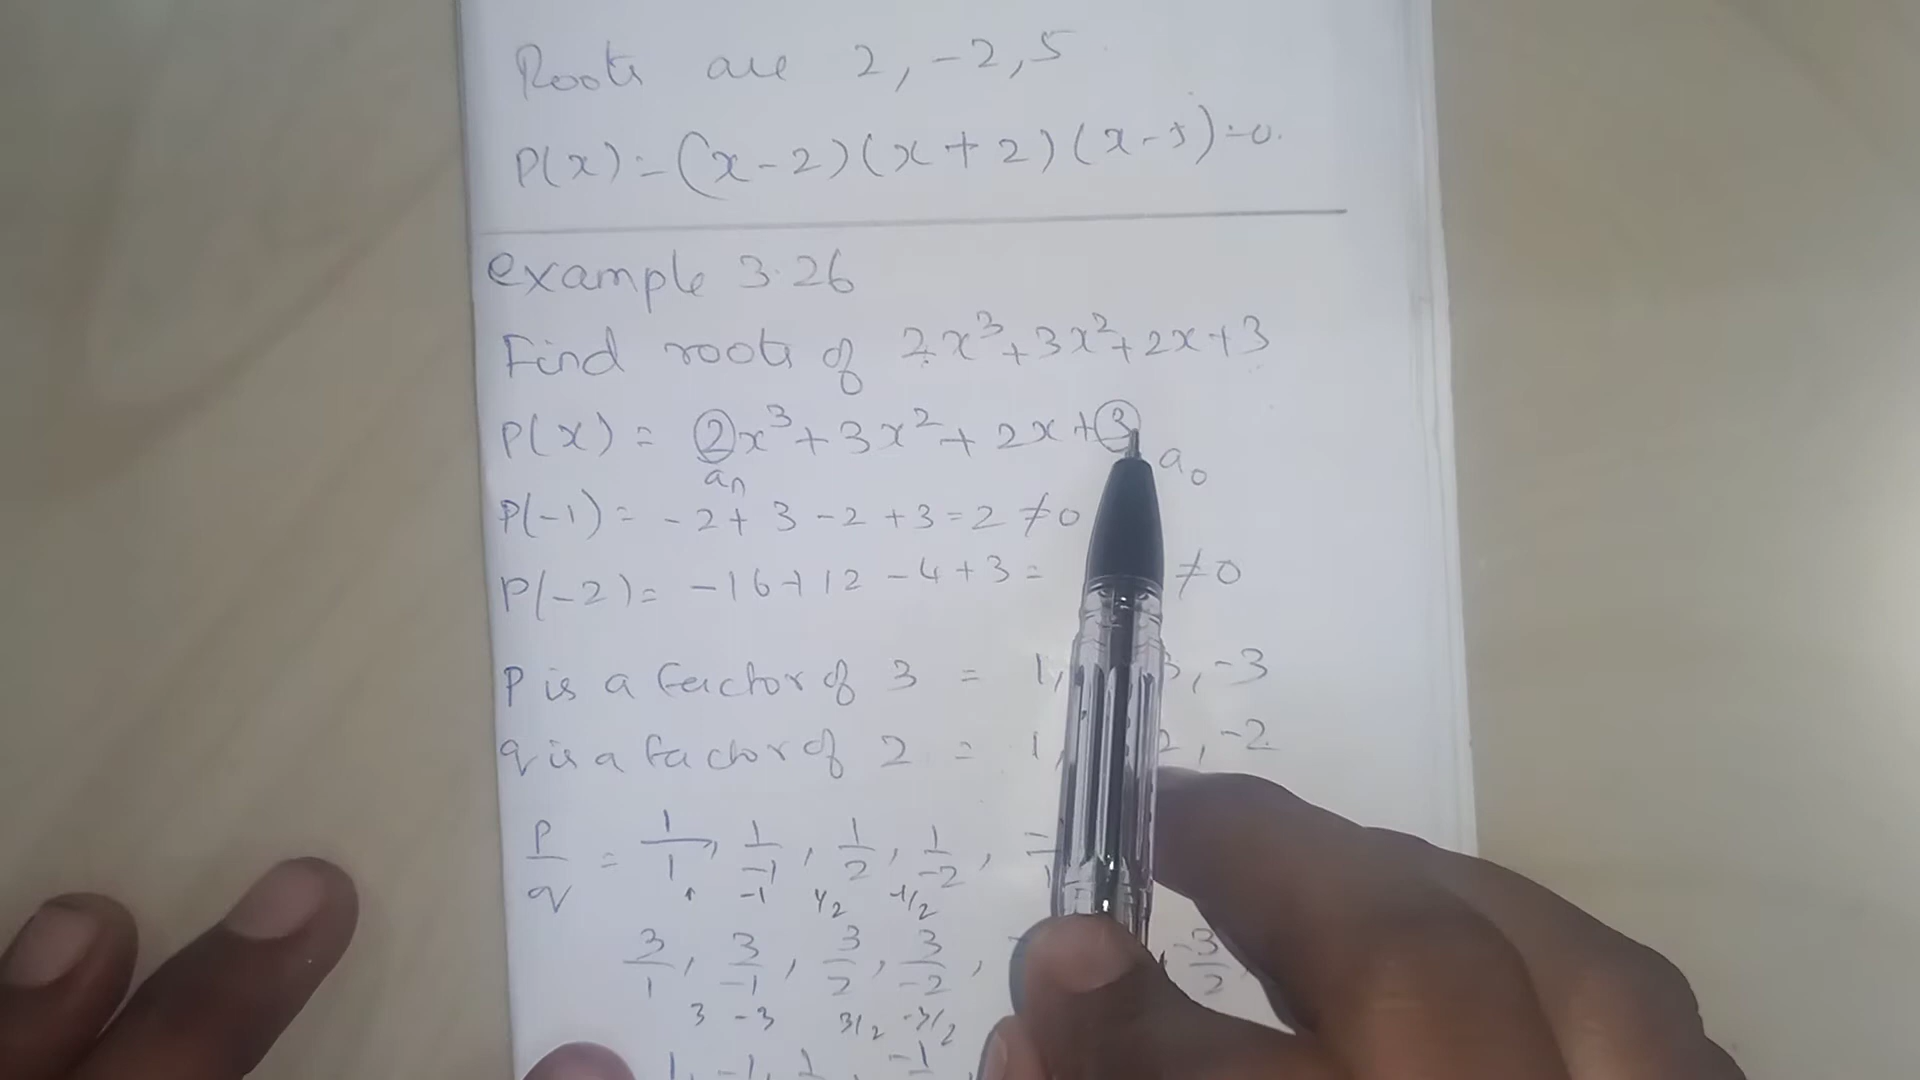 Roots are 2, -2, 5
P(x) = (x-2)(x+2)(x-5)=0.
example 3.26
Find roots of 2x³+3x²+2x+3
P(x) = 2x³+3x²+2x+3
aₙ a₀
P(-1) = -2+3-2+3=2 ≠0
P(-2) = -16+12-4+3= ≠0
P is a factor of 3 = 1, 3, -3
q is a factor of 2 = 1, 2, -2
P/q = 1/1, 1/-1, 1/2, 1/-2,
-1 1/2 -1/2
3/1, 3/-1, 3/2, 3/-2, -3/2,
3 -3 3/2 -3/2